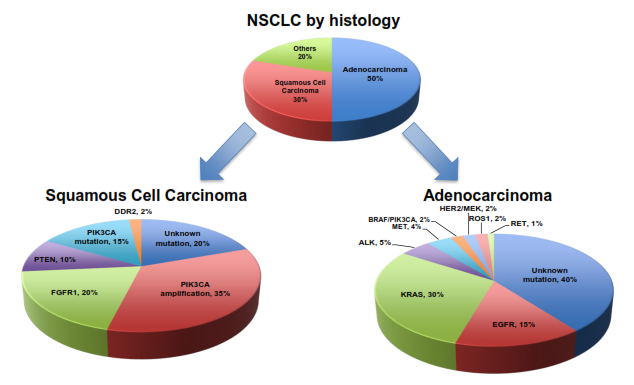 NSCLC by histology
Others
20%
Adenocarcinoma
50%
Squamous Cell
Carcinoma
30%
Squamous Cell Carcinoma
DDR2, 2%
PIK3CA
mutation, 15%
Unknown
mutation, 20%
PTEN, 10%
FGFR1, 20%
PIK3CA
amplification, 35%
Adenocarcinoma
HER2/MEK, 2%
BRAF/PIK3CA, 2%
ROS1, 2%
MET, 4%
RET, 1%
ALK, 5%
Unknown
mutation, 40%
KRAS, 30%
EGFR, 15%